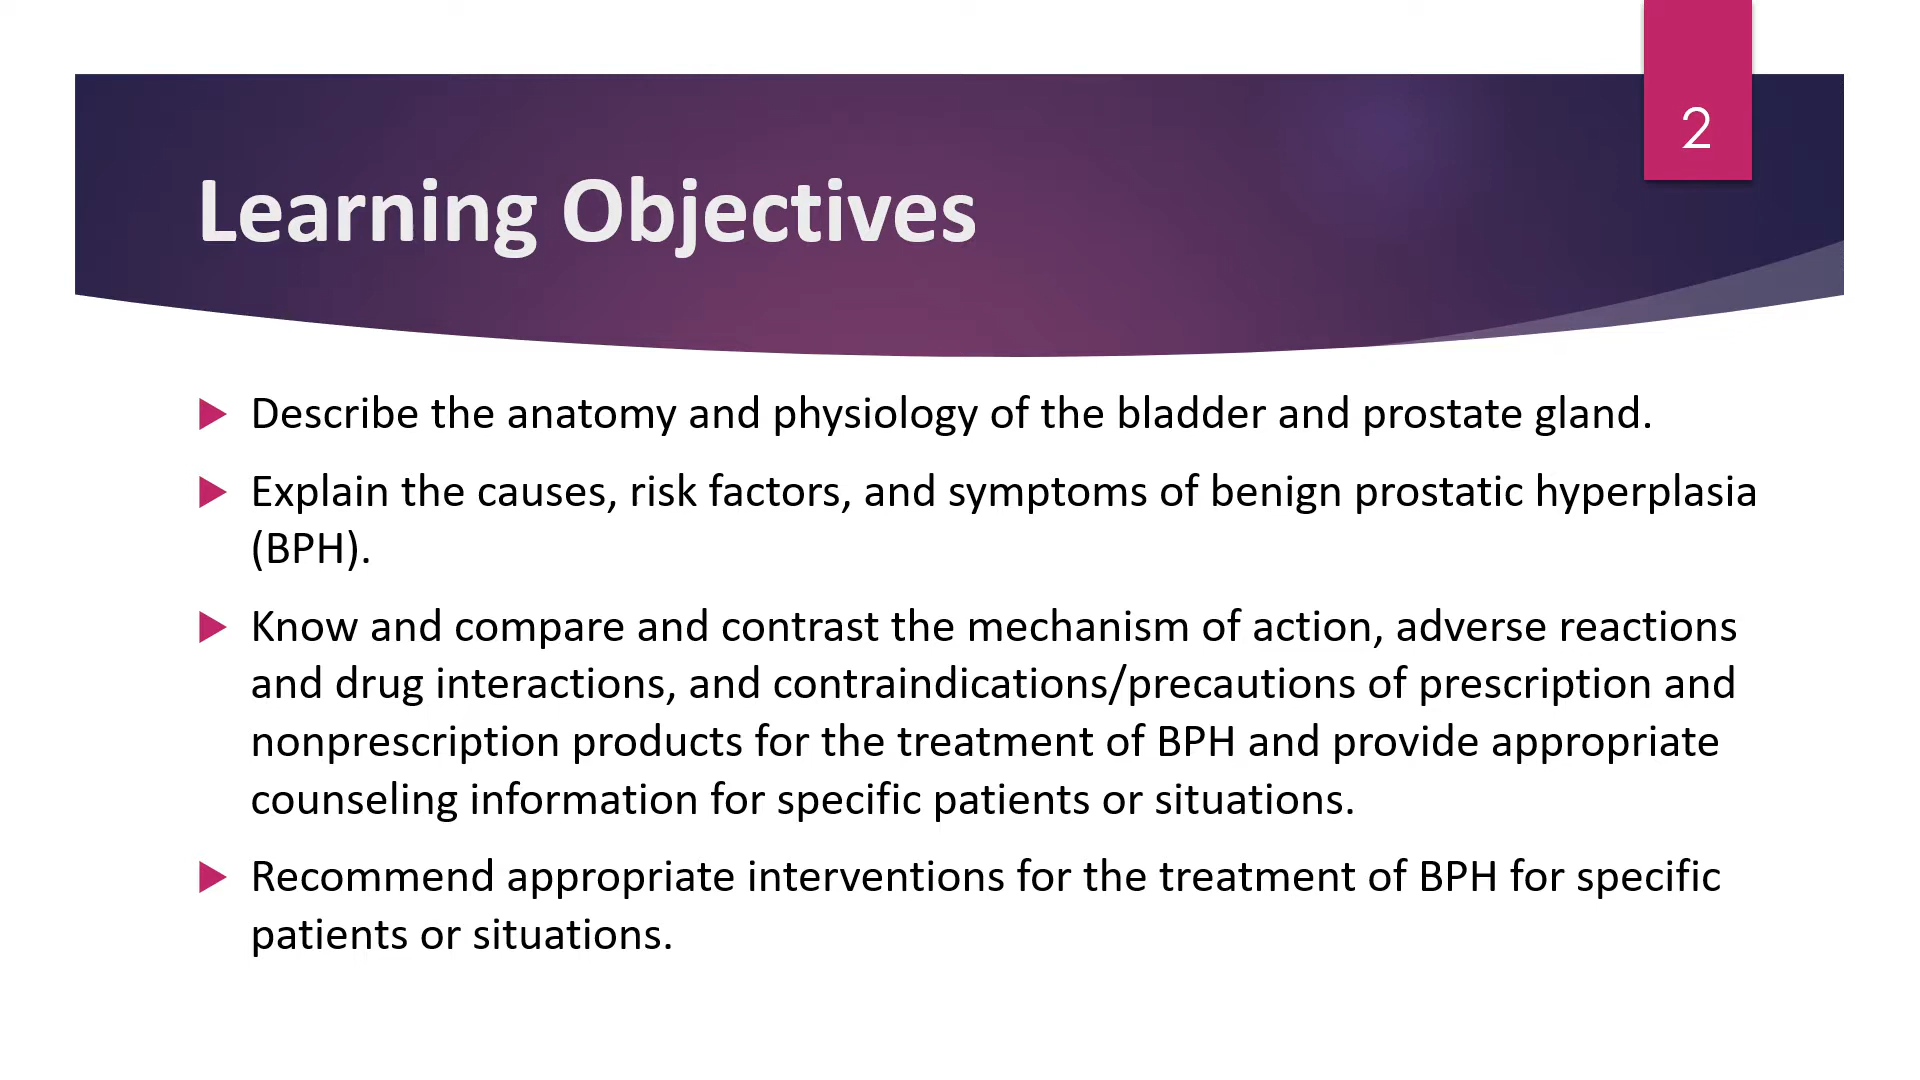 2
Learning Objectives
Describe the anatomy and physiology of the bladder and prostate gland.
Explain the causes, risk factors, and symptoms of benign prostatic hyperplasia
(BPH).
Know and compare and contrast the mechanism of action, adverse reactions
and drug interactions, and contraindications/precautions of prescription and
nonprescription products for the treatment of BPH and provide appropriate
counseling information for specific patients or situations.
Recommend appropriate interventions for the treatment of BPH for specific
patients or situations.